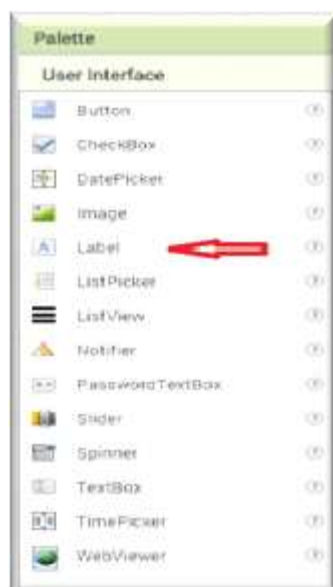 Palette
User Interface
Button
CheckBox
DatePicker
Image
Label
ListPicker
ListView
Notifier
PasswordTextBox
Slider
Spinner
TextBox
TimePicker
WebViewer